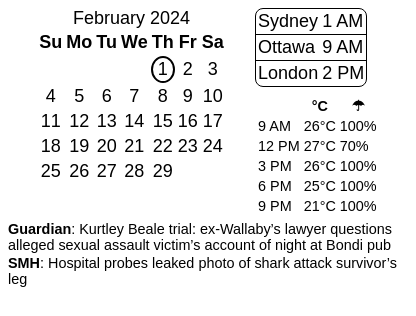 February 2024
Su Mo Tu We Th Fr Sa
1 2 3
4 5 6 7 8 9 10
11 12 13 14 15 16 17
18 19 20 21 22 23 24
25 26 27 28 29
Sydney 1 AM
Ottawa 9 AM
London 2 PM
°C ☂
9 AM 26°C 100%
12 PM 27°C 70%
3 PM 26°C 100%
6 PM 25°C 100%
9 PM 21°C 100%
Guardian: Kurtley Beale trial: ex-Wallaby’s lawyer questions
alleged sexual assault victim’s account of night at Bondi pub
SMH: Hospital probes leaked photo of shark attack survivor’s
leg